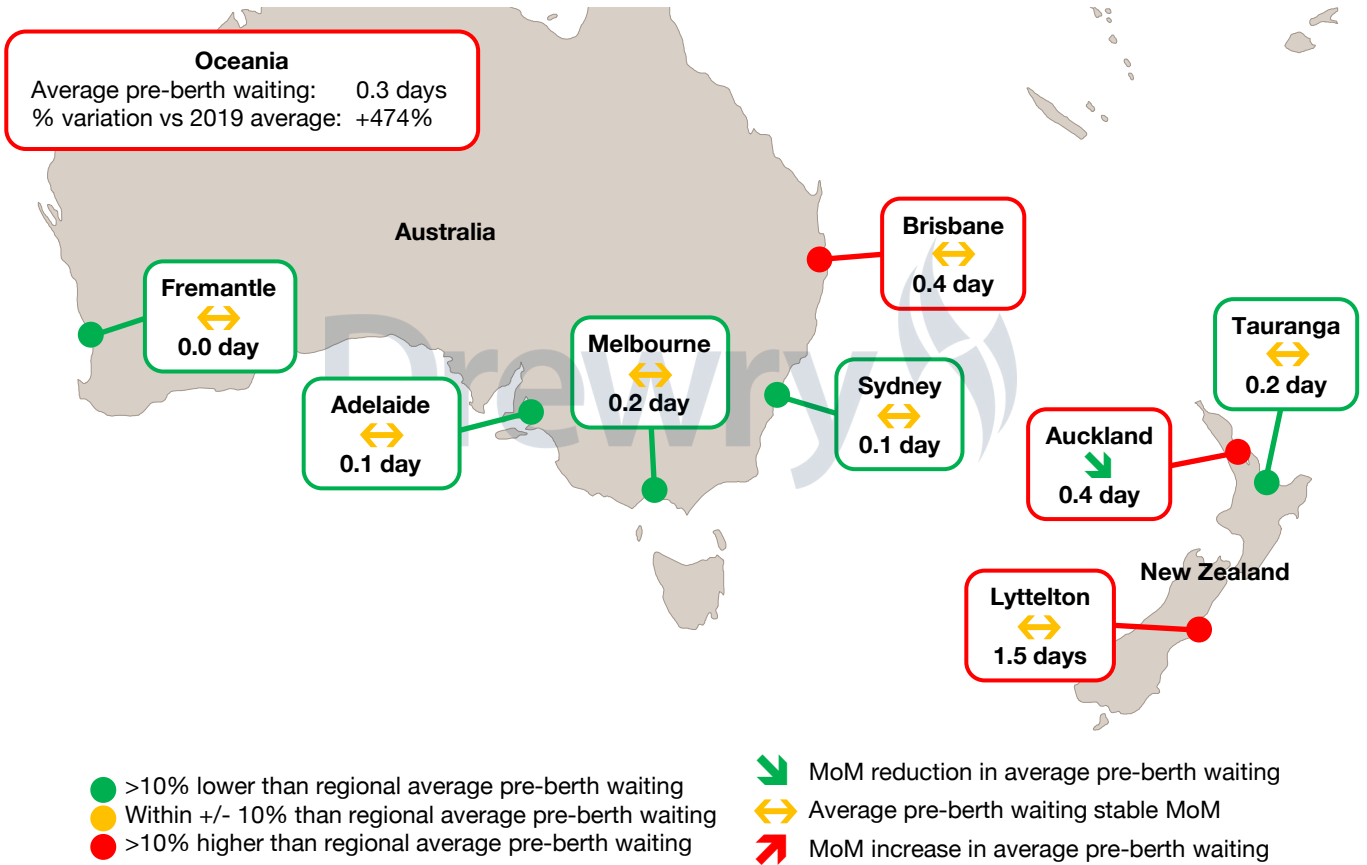 Oceania
Average pre-berth waiting: 0.3 days
% variation vs 2019 average: +474%
Australia
Brisbane
0.4 day
Fremantle
0.0 day
Adelaide
0.1 day
Melbourne
0.2 day
Sydney
0.1 day
Tauranga
0.2 day
Auckland
0.4 day
New Zealand
Lyttelton
1.5 days
Drewry
>10% lower than regional average pre-berth waiting
Within +/- 10% than regional average pre-berth waiting
>10% higher than regional average pre-berth waiting
MoM reduction in average pre-berth waiting
Average pre-berth waiting stable MoM
MoM increase in average pre-berth waiting